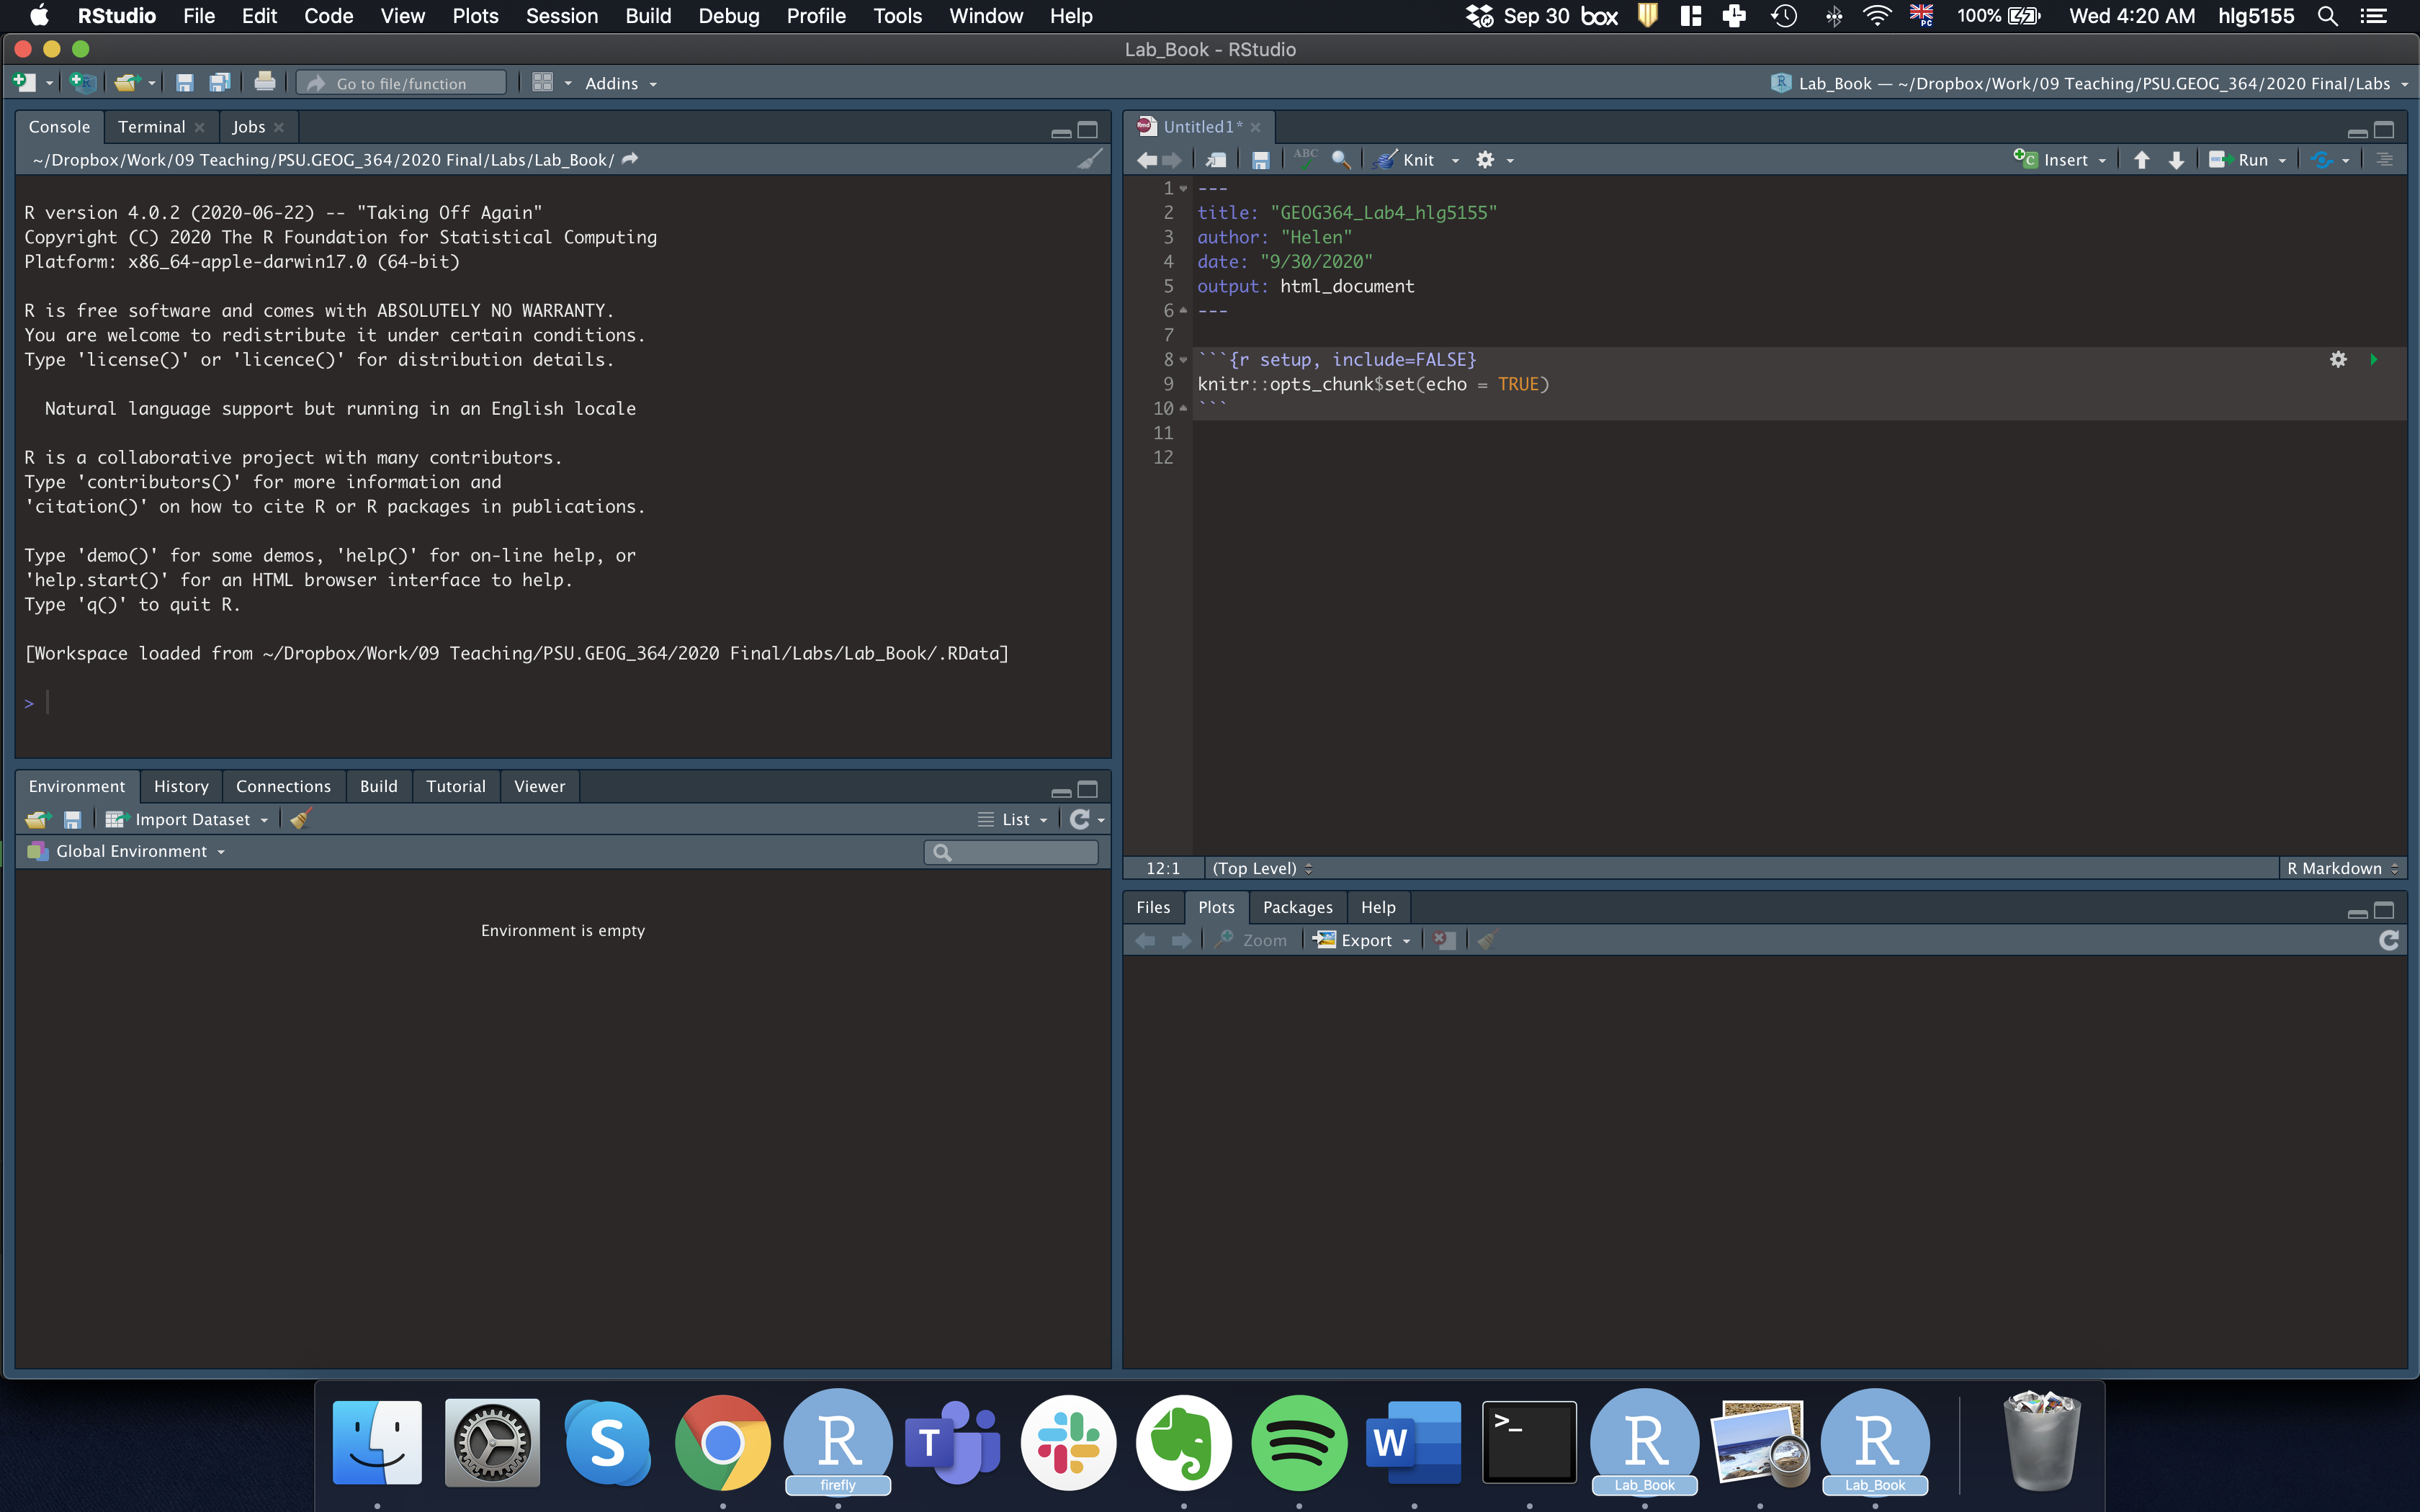 RStudio File Edit Code View Plots Session Build Debug Profile Tools Window Help Sep 30 box 100% Wed 4:20 AM hlg5155
Lab_Book - RStudio
Go to file/function Addins Lab_Book — ~/Dropbox/Work/09 Teaching/PSU.GEOG_364/2020 Final/Labs
Console Terminal Jobs
~/Dropbox/Work/09 Teaching/PSU.GEOG_364/2020 Final/Labs/Lab_Book/
R version 4.0.2 (2020-06-22) -- "Taking Off Again"
Copyright (C) 2020 The R Foundation for Statistical Computing
Platform: x86_64-apple-darwin17.0 (64-bit)
R is free software and comes with ABSOLUTELY NO WARRANTY.
You are welcome to redistribute it under certain conditions.
Type 'license()' or 'licence()' for distribution details.
Natural language support but running in an English locale
R is a collaborative project with many contributors.
Type 'contributors()' for more information and
'citation()' on how to cite R or R packages in publications.
Type 'demo()' for some demos, 'help()' for on-line help, or
'help.start()' for an HTML browser interface to help.
Type 'q()' to quit R.
[Workspace loaded from ~/Dropbox/Work/09 Teaching/PSU.GEOG_364/2020 Final/Labs/Lab_Book/.RData]
>
Environment History Connections Build Tutorial Viewer
Import Dataset List
Global Environment
Environment is empty
Untitled1*
ABC Knit Insert Run
1 ---
2 title: "GEOG364_Lab4_hlg5155"
3 author: "Helen"
4 date: "9/30/2020"
5 output: html_document
6 ---
7
8 ```{r setup, include=FALSE}
9 knitr::opts_chunk$set(echo = TRUE)
10 ```
11
12
12:1 (Top Level) R Markdown
Files Plots Packages Help
Zoom Export
firefly Lab_Book Lab_Book